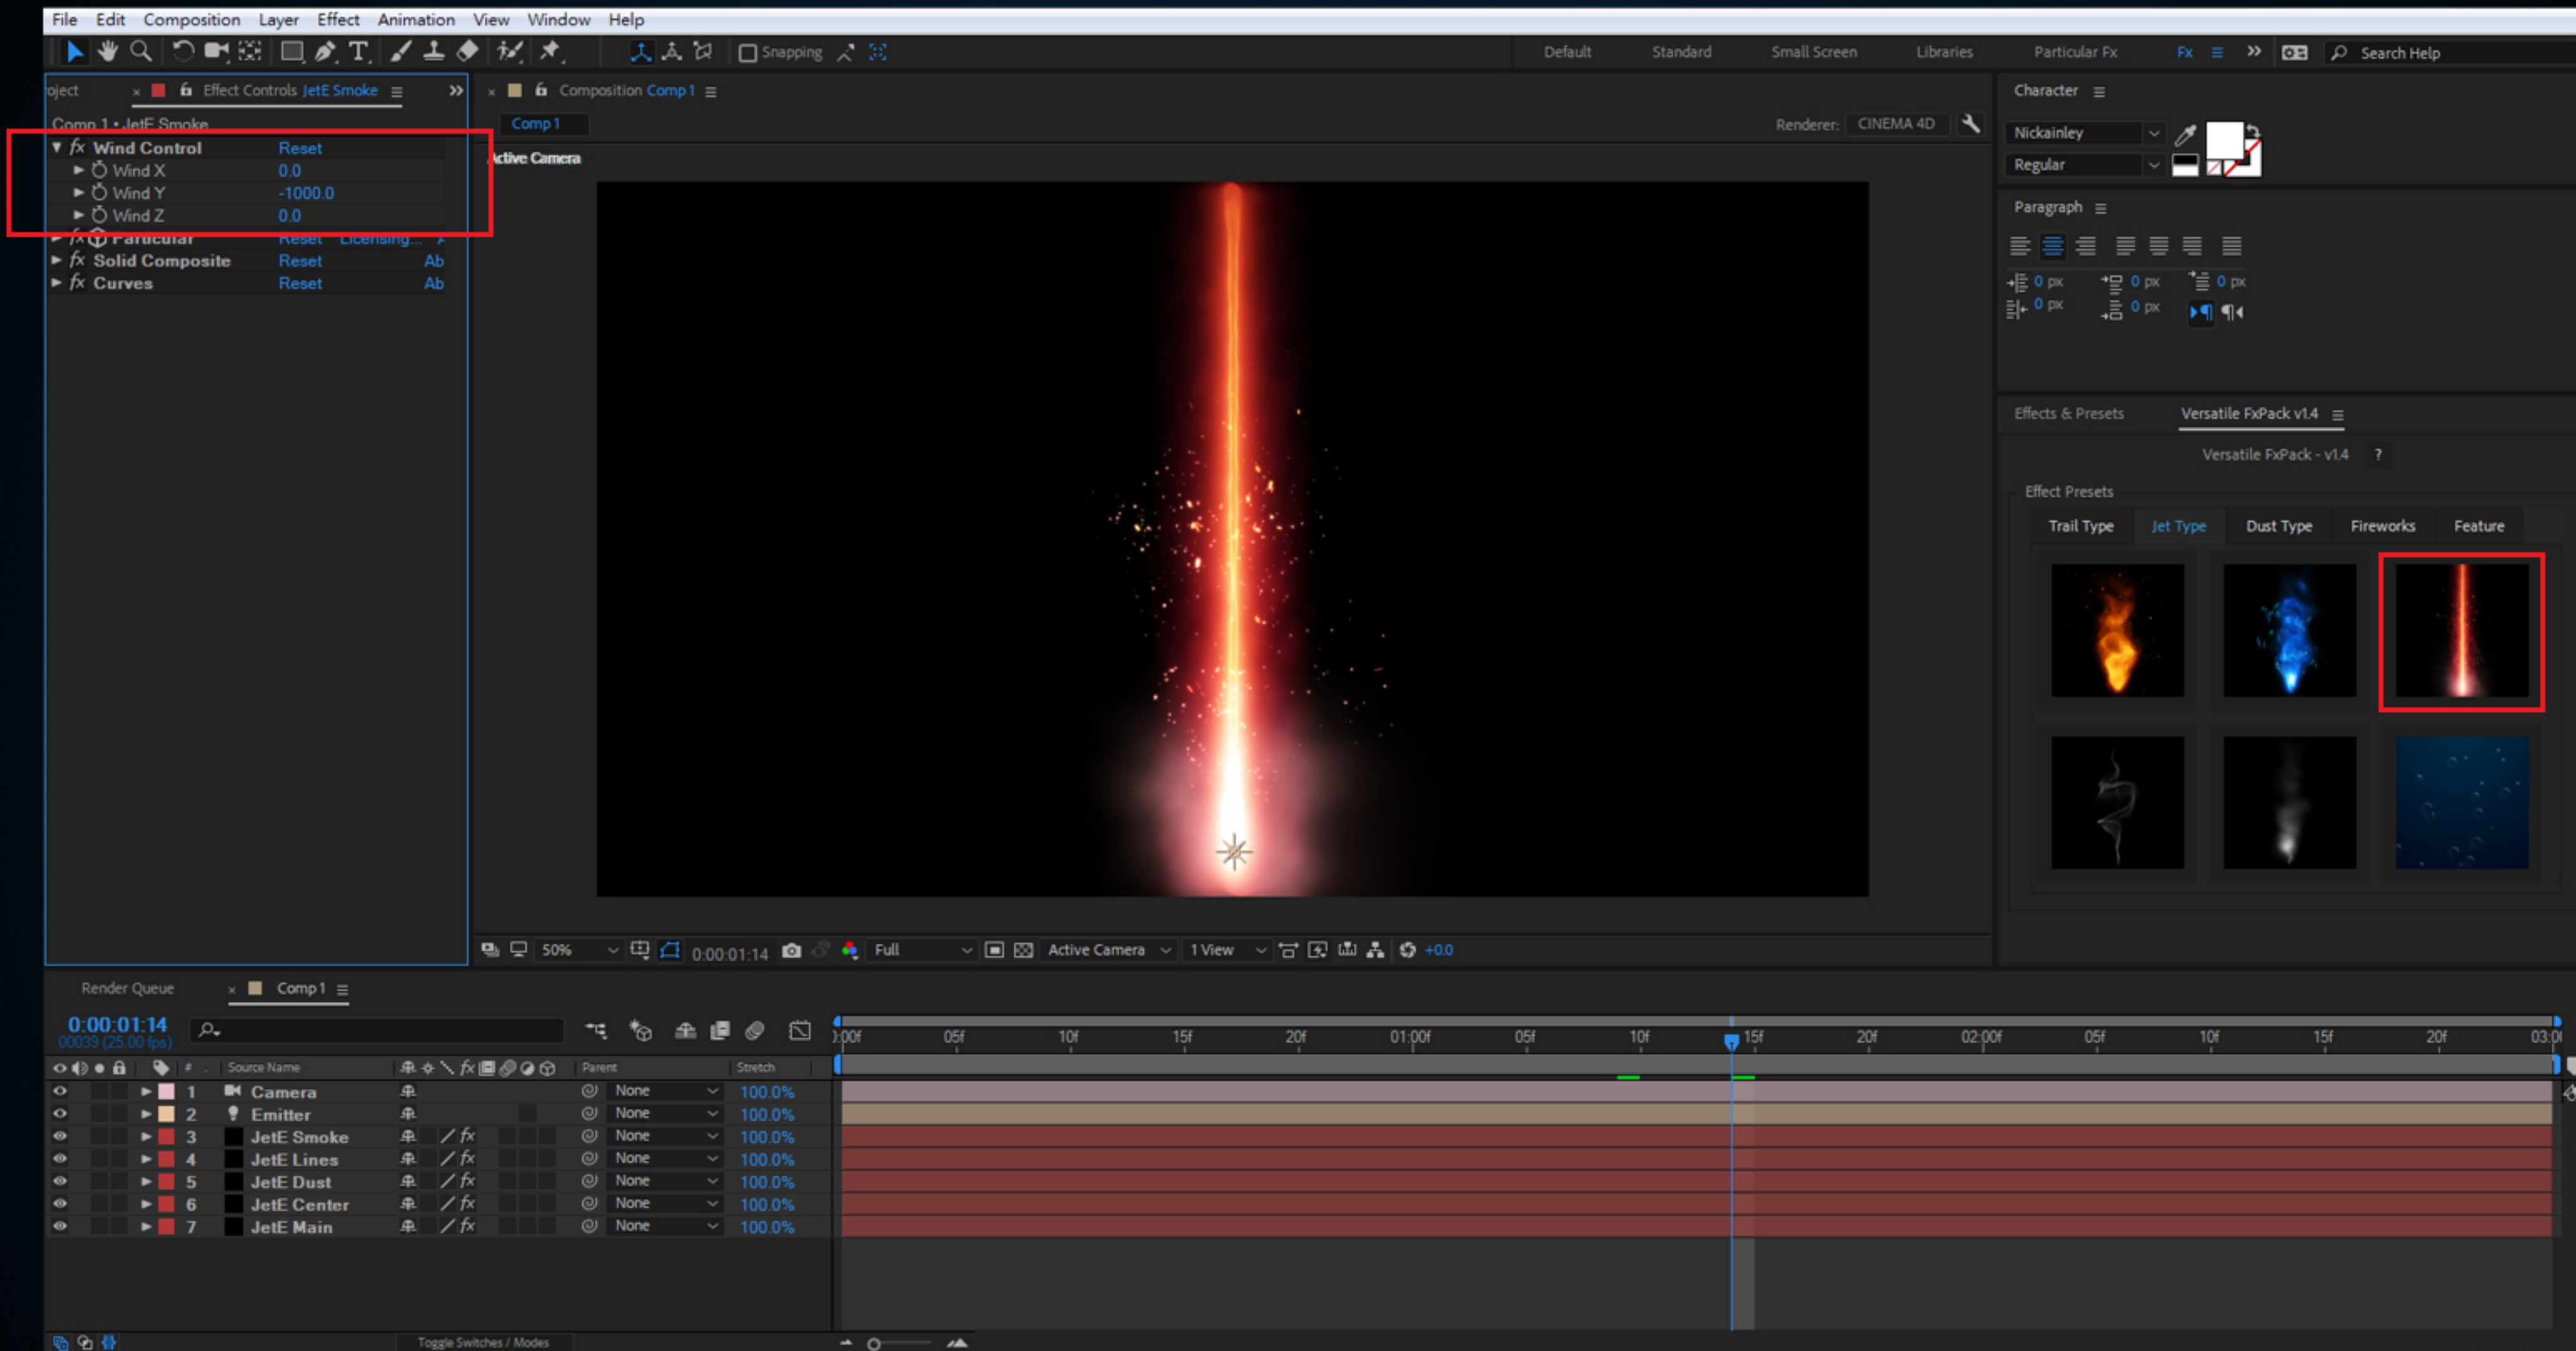 File Edit Composition Layer Effect Animation View Window Help
Snapping Default Standard Small Screen Libraries Particular Fx Fx Search Help
oject Effect Controls JetE Smoke
Comp 1 • JetE Smoke
Wind Control Reset
Wind X 0.0
Wind Y -1000.0
Wind Z 0.0
Particular Reset Licensing...
Solid Composite Reset Ab
Curves Reset Ab
Composition Comp 1
Comp 1
Renderer: CINEMA 4D
Active Camera
50% 0:00:01:14 Full Active Camera 1 View +0.0
Character
Nickainley
Regular
Paragraph
0 px 0 px 0 px
0 px 0 px
Effects & Presets Versatile FxPack v1.4
Versatile FxPack - v1.4 ?
Effect Presets
Trail Type Jet Type Dust Type Fireworks Feature
Render Queue Comp 1
0:00:01:14
00039 (25.00 fps)
05f 10f 15f 20f 01:00f 05f 10f 15f 20f 02:00f 05f 10f 15f 20f
# Source Name Parent Stretch
1 Camera None 100.0%
2 Emitter None 100.0%
3 JetE Smoke fx None 100.0%
4 JetE Lines fx None 100.0%
5 JetE Dust fx None 100.0%
6 JetE Center fx None 100.0%
7 JetE Main fx None 100.0%
Toggle Switches / Modes